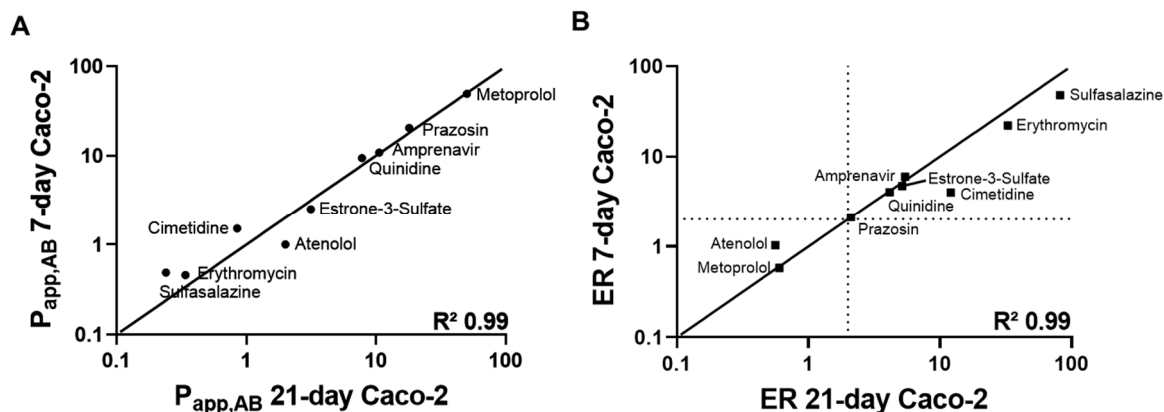 A
P_app,AB 7-day Caco-2
100
10
1
0.1
Metoprolol
Prazosin
Amprenavir
Quinidine
Estrone-3-Sulfate
Cimetidine
Atenolol
Erythromycin
Sulfasalazine
R² 0.99
0.1 1 10 100
P_app,AB 21-day Caco-2
B
ER 7-day Caco-2
100
10
1
0.1
Sulfasalazine
Erythromycin
Amprenavir
Estrone-3-Sulfate
Cimetidine
Quinidine
Prazosin
Atenolol
Metoprolol
R² 0.99
0.1 1 10 100
ER 21-day Caco-2